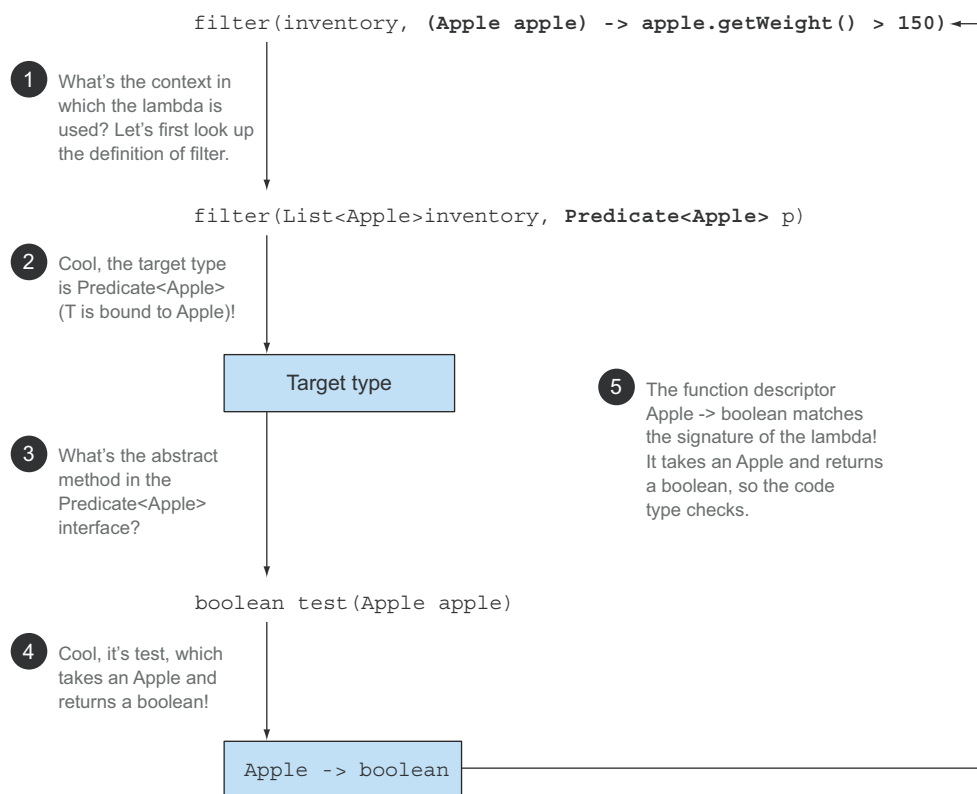 filter(inventory, (Apple apple) -> apple.getWeight() > 150)
1
What's the context in
which the lambda is
used? Let's first look up
the definition of filter.
filter(List<Apple>inventory, Predicate<Apple> p)
2
Cool, the target type
is Predicate<Apple>
(T is bound to Apple)!
Target type
3
What's the abstract
method in the
Predicate<Apple>
interface?
boolean test(Apple apple)
4
Cool, it's test, which
takes an Apple and
returns a boolean!
Apple -> boolean
5
The function descriptor
Apple -> boolean matches
the signature of the lambda!
It takes an Apple and returns
a boolean, so the code
type checks.